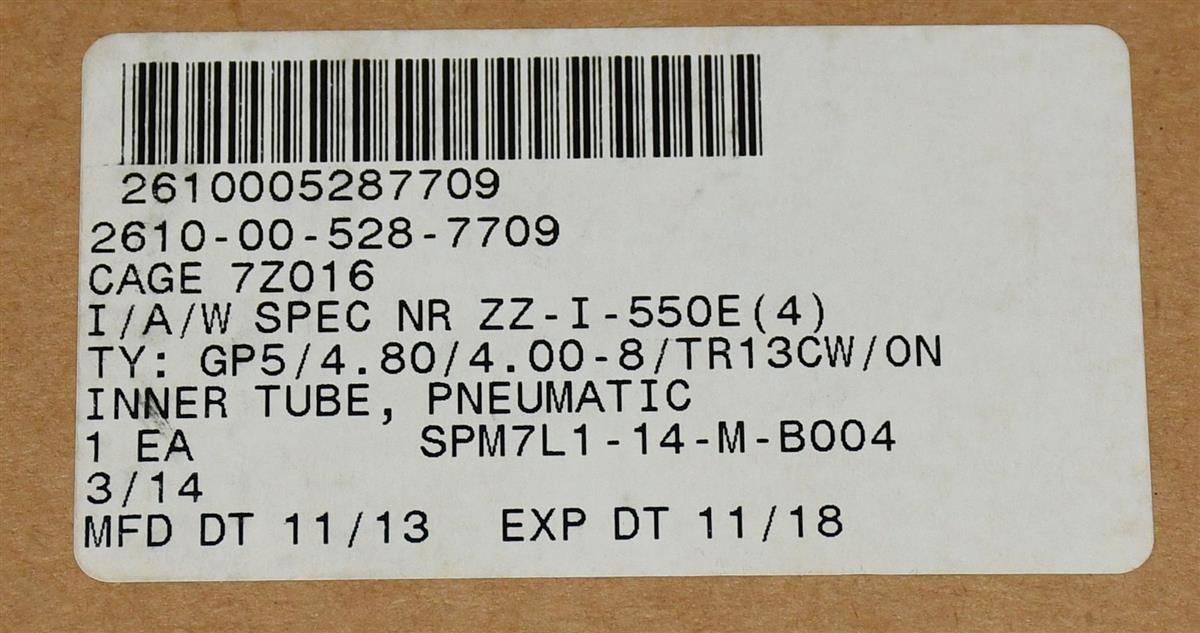 2610005287709
2610-00-528-7709
CAGE 7Z016
I/A/W SPEC NR ZZ-I-550E(4)
TY: GP5/4.80/4.00-8/TR13CW/ON
INNER TUBE, PNEUMATIC
1 EA SPM7L1-14-M-B004
3/14
MFD DT 11/13 EXP DT 11/18